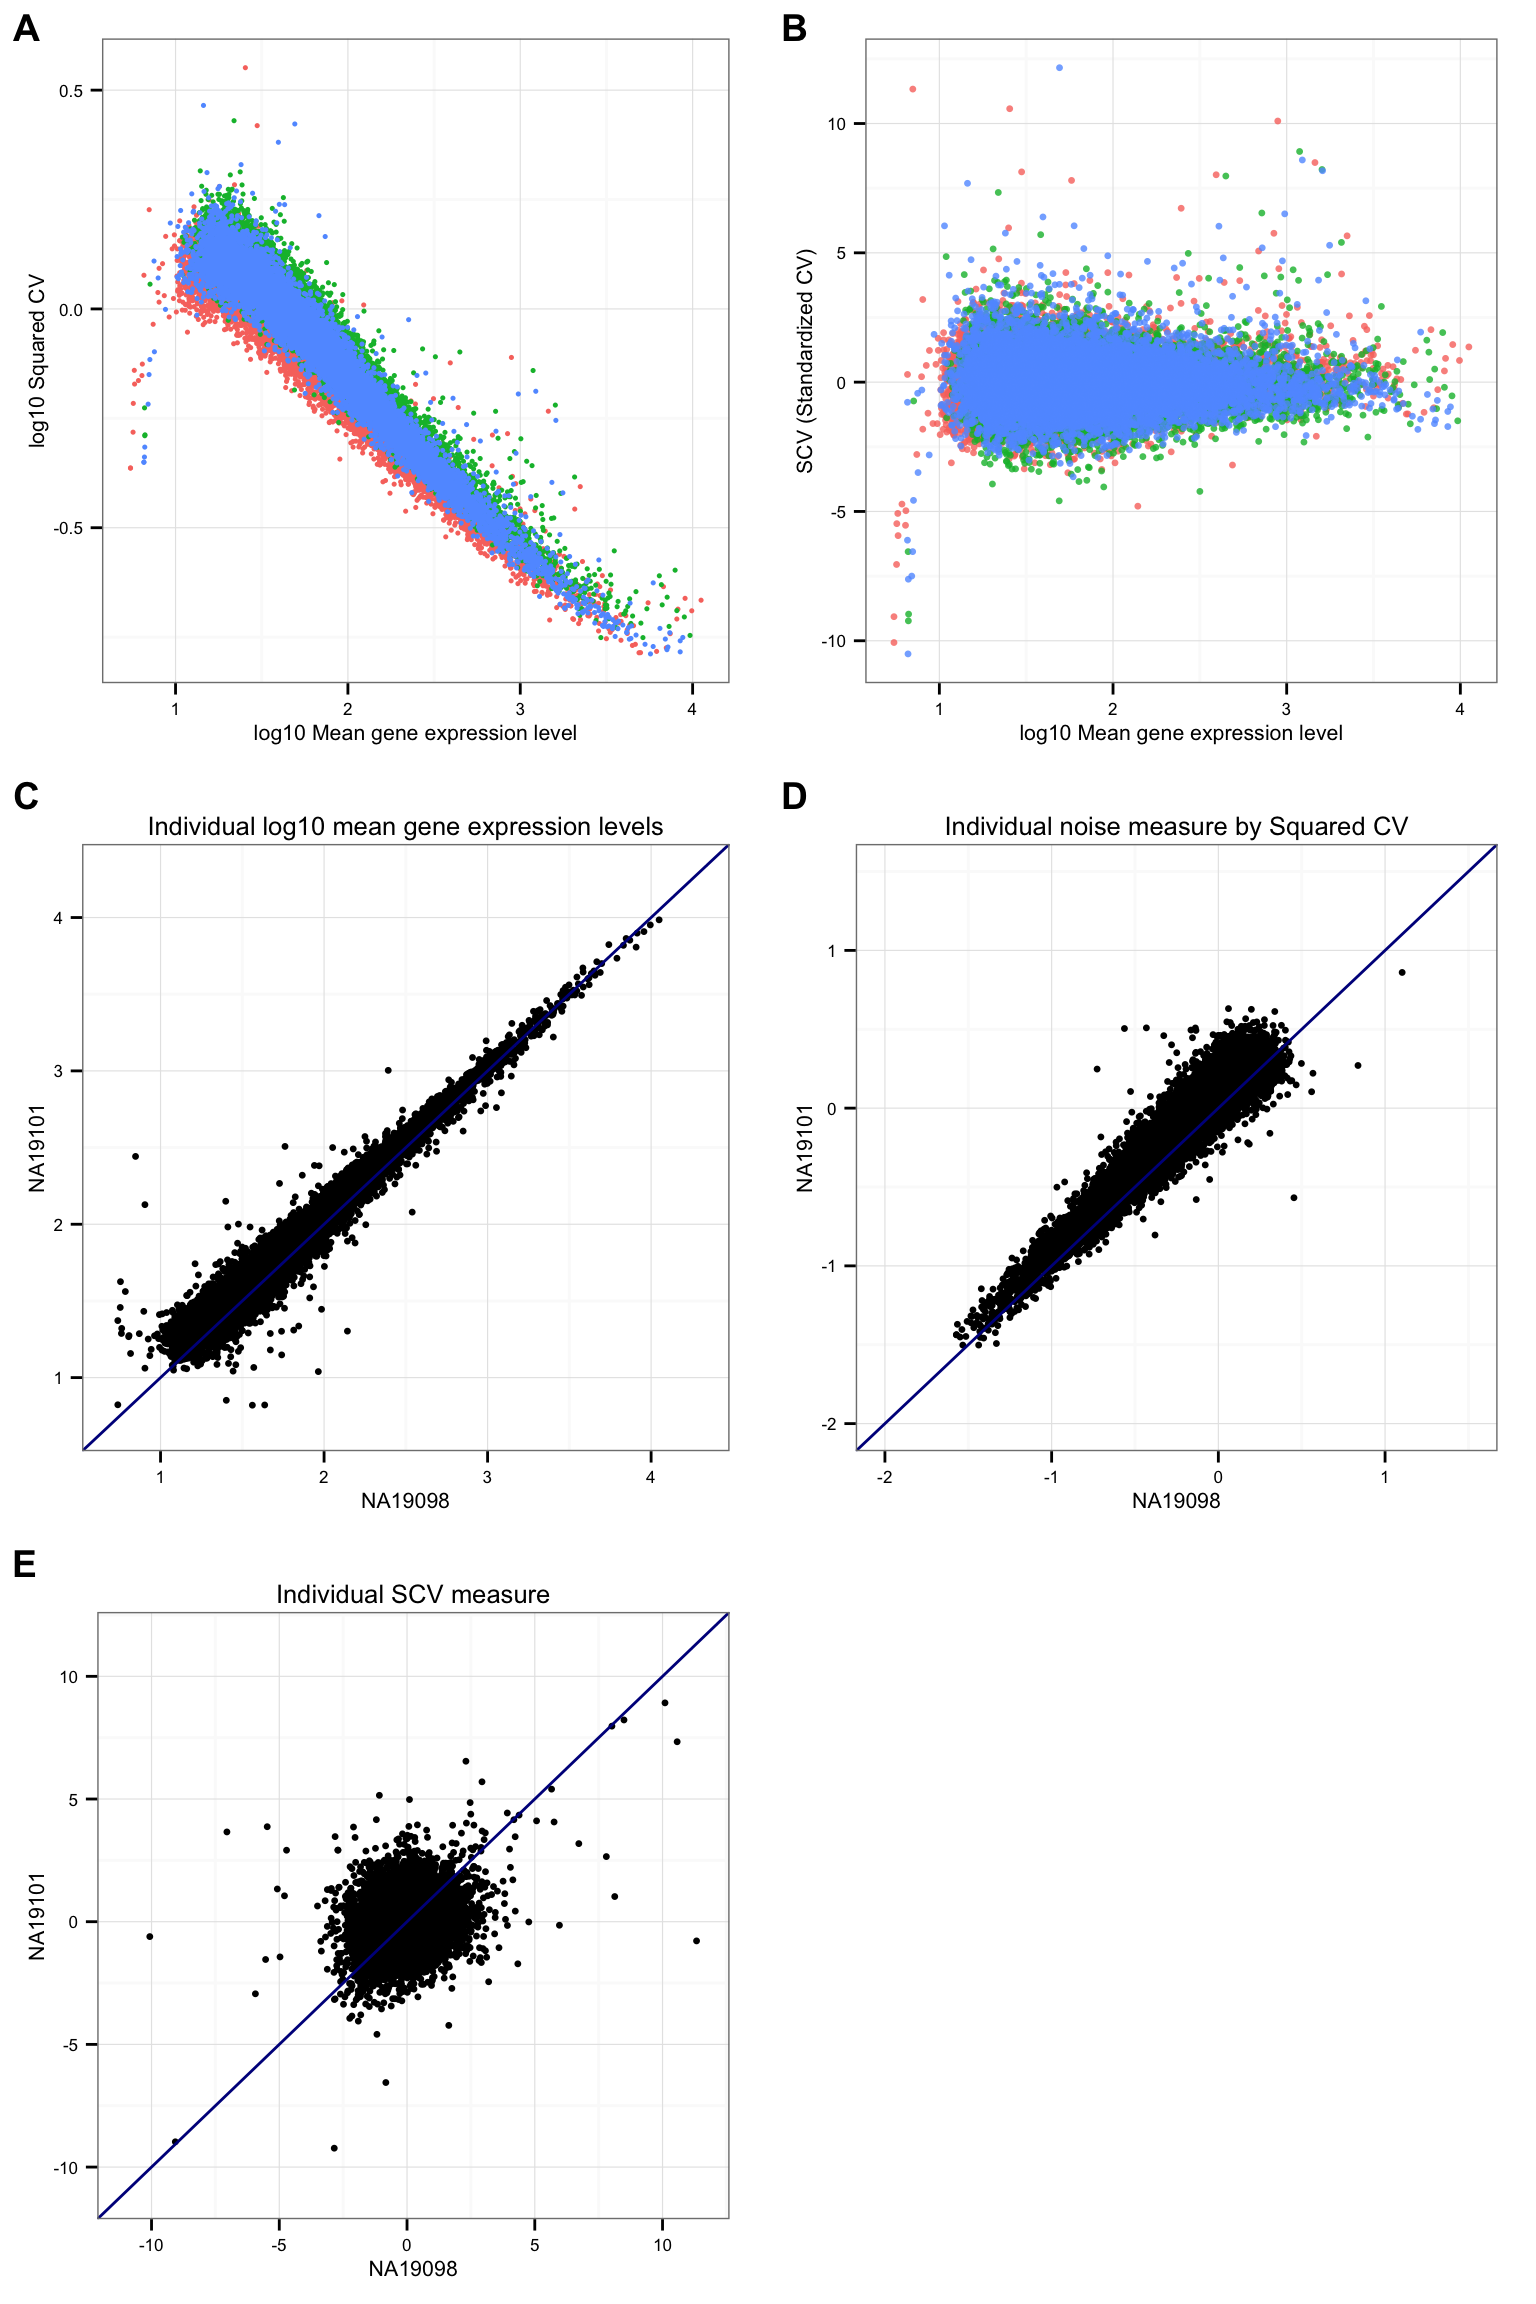 A
0.5
0.0
-0.5
log10 Squared CV
1 2 3 4
log10 Mean gene expression level
B
10
5
0
-5
-10
SCV (Standardized CV)
1 2 3 4
log10 Mean gene expression level
C
Individual log10 mean gene expression levels
4
3
2
1
NA19101
1 2 3 4
NA19098
D
Individual noise measure by Squared CV
1
0
-1
-2
NA19101
-2 -1 0 1
NA19098
E
Individual SCV measure
10
5
0
-5
-10
NA19101
-10 -5 0 5 10
NA19098